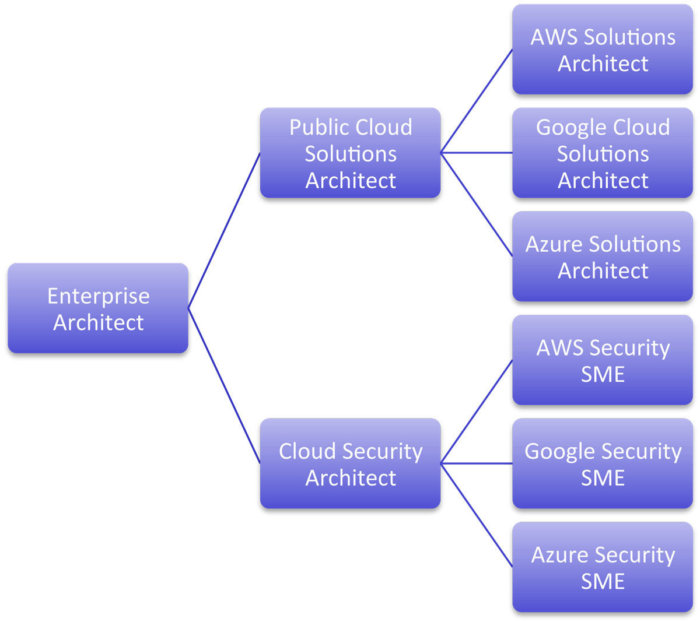 Enterprise
Architect
Public Cloud
Solutions
Architect
AWS Solutions
Architect
Google Cloud
Solutions
Architect
Azure Solutions
Architect
Cloud Security
Architect
AWS Security
SME
Google Security
SME
Azure Security
SME